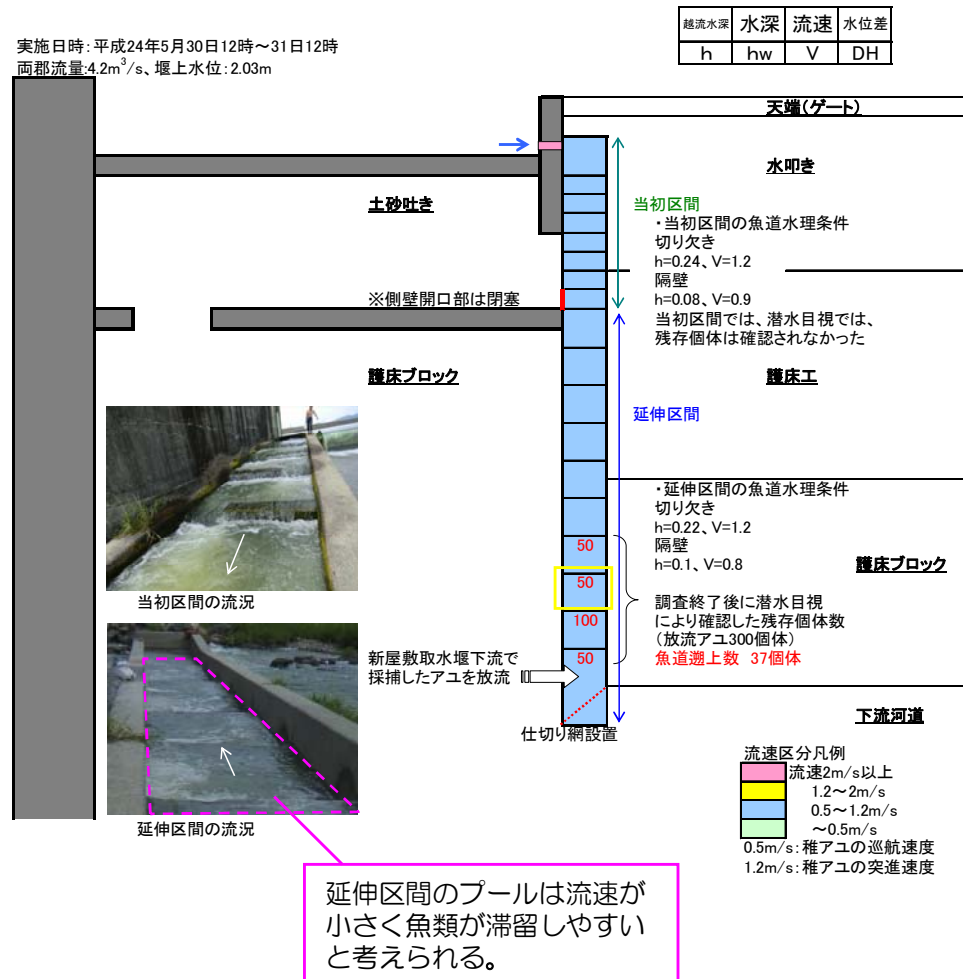 実施日時:平成24年5月30日12時～31日12時
両郡流量:4.2m³/s、堰上水位:2.03m
越流水深 水深 流速 水位差
h hw V DH
天端(ゲート)
水叩き
土砂吐き
当初区間
・当初区間の魚道水理条件
切り欠き
h=0.24、V=1.2
隔壁
h=0.08、V=0.9
当初区間では、潜水目視では、
残存個体は確認されなかった
※側壁開口部は閉塞
護床ブロック
護床工
延伸区間
・延伸区間の魚道水理条件
切り欠き
h=0.22、V=1.2
隔壁
h=0.1、V=0.8
護床ブロック
50
50
100
50
調査終了後に潜水目視
により確認した残存個体数
(放流アユ300個体)
魚道遡上数 37個体
当初区間の流況
新屋敷取水堰下流で
採捕したアユを放流
仕切り網設置
下流河道
延伸区間の流況
流速区分凡例
流速2m/s以上
1.2～2m/s
0.5～1.2m/s
～0.5m/s
0.5m/s:稚アユの巡航速度
1.2m/s:稚アユの突進速度
延伸区間のプールは流速が
小さく魚類が滞留しやすい
と考えられる。